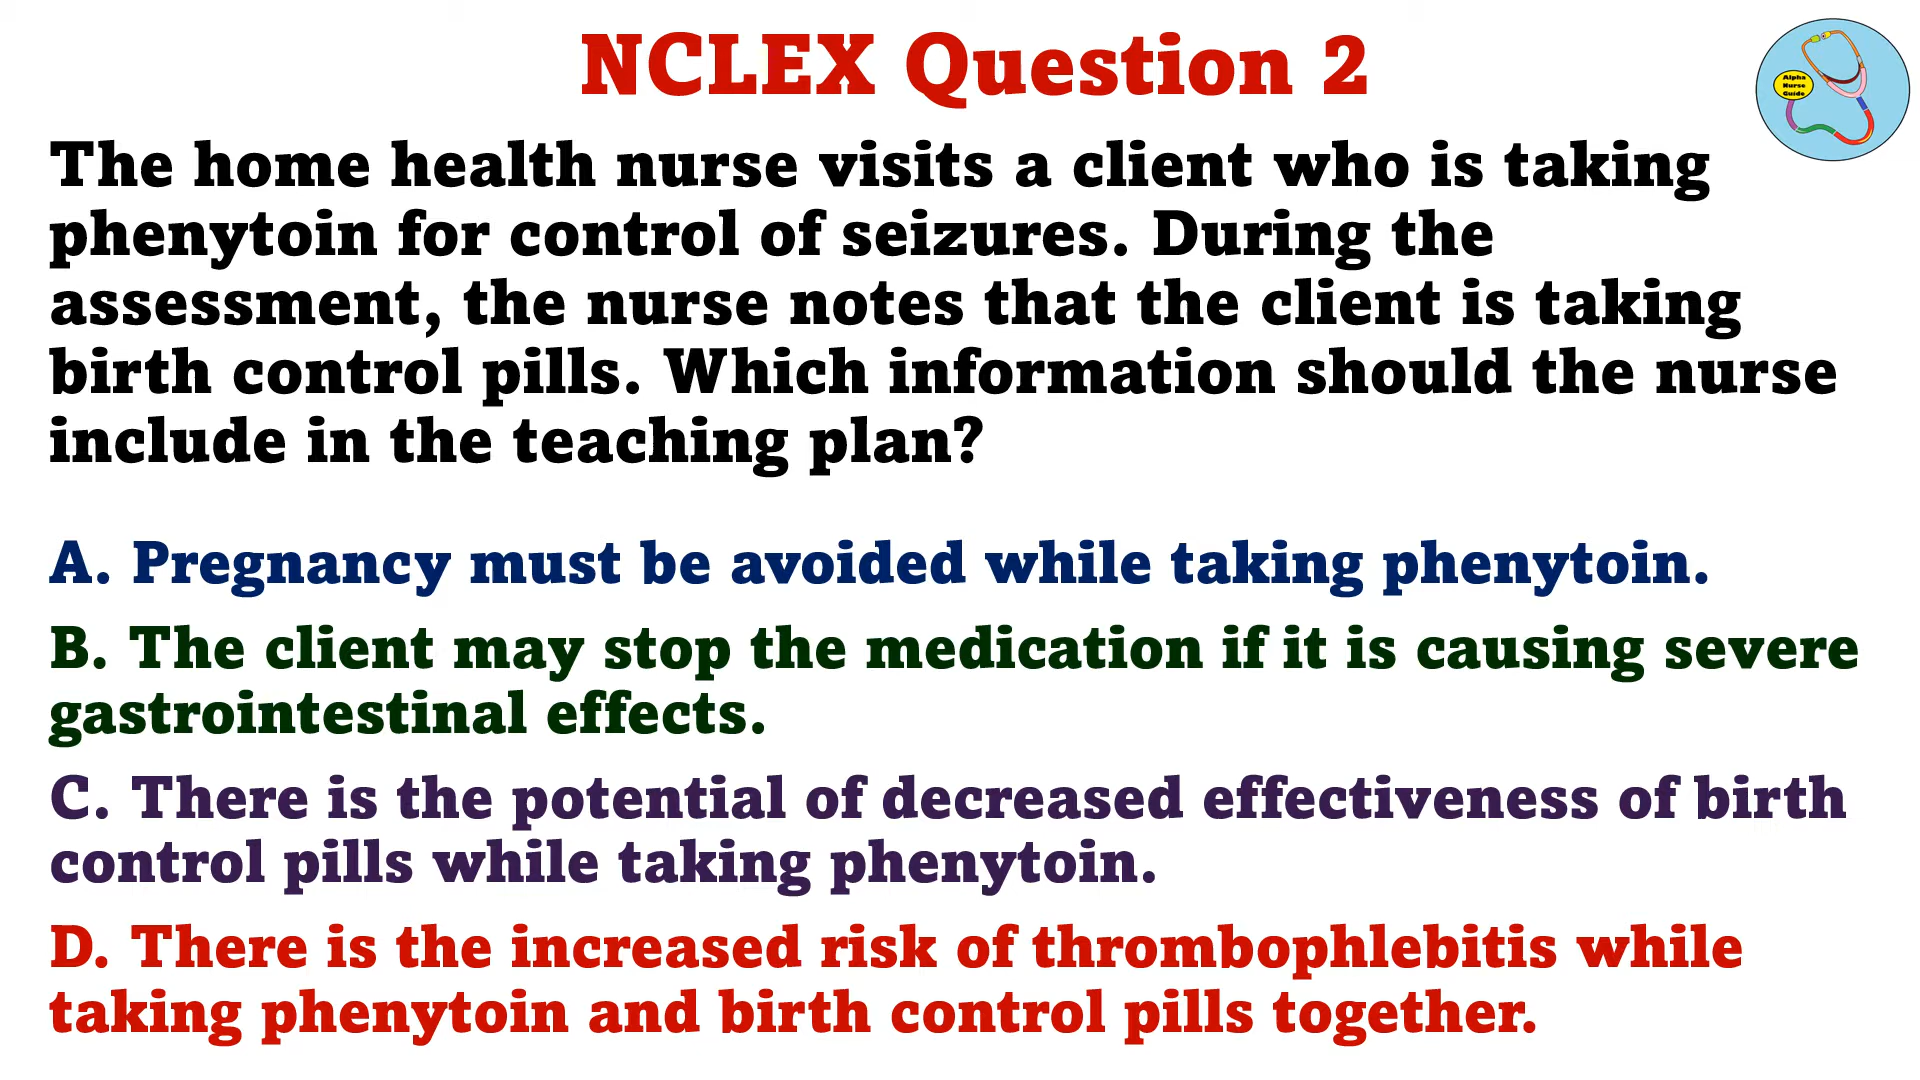 NCLEX Question 2
Alpha
Nurse
Guide
The home health nurse visits a client who is taking
phenytoin for control of seizures. During the
assessment, the nurse notes that the client is taking
birth control pills. Which information should the nurse
include in the teaching plan?
A. Pregnancy must be avoided while taking phenytoin.
B. The client may stop the medication if it is causing severe
gastrointestinal effects.
C. There is the potential of decreased effectiveness of birth
control pills while taking phenytoin.
D. There is the increased risk of thrombophlebitis while
taking phenytoin and birth control pills together.